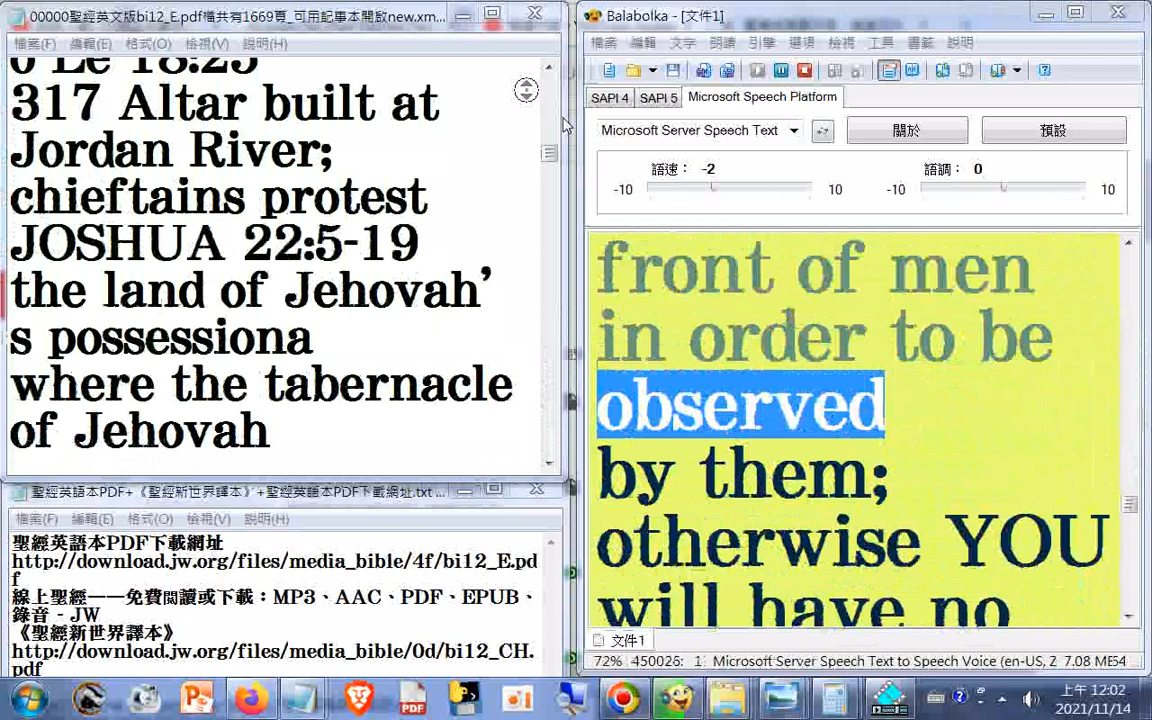 00000聖經英文版bi12_E.pdf檔共有1669頁_可用記事本開啟new.xm...
檔案(F) 編輯(E) 格式(O) 檢視(V) 說明(H)
0 Le 18:25
317 Altar built at
Jordan River;
chieftains protest
JOSHUA 22:5-19
the land of Jehovah’
s possessiona
where the tabernacle
of Jehovah
聖經英語本PDF+《聖經新世界譯本》+聖經英語本PDF下載網址.txt ...
檔案(F) 編輯(E) 格式(O) 檢視(V) 說明(H)
聖經英語本PDF下載網址
http://download.jw.org/files/media_bible/4f/bi12_E.pd
f
線上聖經——免費閱讀或下載：MP3、AAC、PDF、EPUB、
錄音 - JW
《聖經新世界譯本》
http://download.jw.org/files/media_bible/0d/bi12_CH.
pdf
Balabolka - [文件1]
檔案 編輯 文字 朗讀 引擎 選項 檢視 工具 書籤 說明
SAPI 4 SAPI 5 Microsoft Speech Platform
Microsoft Server Speech Text 關於 預設
語速： -2 語調： 0
-10 10 -10 10
front of men
in order to be
observed
by them;
otherwise YOU
will have no
文件1
72% 450026: 1 Microsoft Server Speech Text to Speech Voice (en-US, 2 7.08 ME54
上午 12:02
2021/11/14